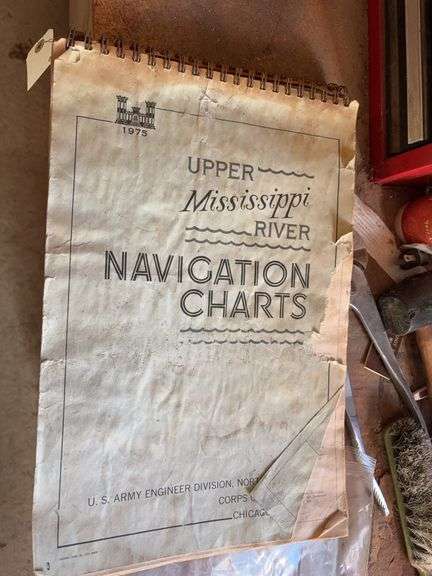 1975
UPPER
Mississippi
RIVER
NAVIGATION
CHARTS
U. S. ARMY ENGINEER DIVISION, NORT
CORPS
CHICAG